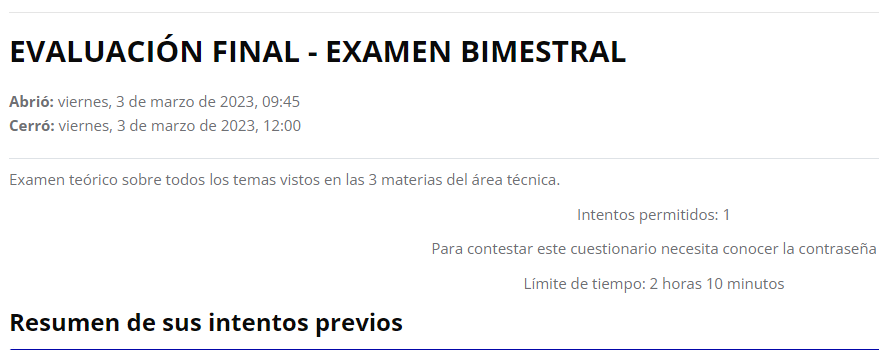 EVALUACIÓN FINAL - EXAMEN BIMESTRAL
Abrió: viernes, 3 de marzo de 2023, 09:45
Cerró: viernes, 3 de marzo de 2023, 12:00
Examen teórico sobre todos los temas vistos en las 3 materias del área técnica.
Intentos permitidos: 1
Para contestar este cuestionario necesita conocer la contraseña
Límite de tiempo: 2 horas 10 minutos
Resumen de sus intentos previos